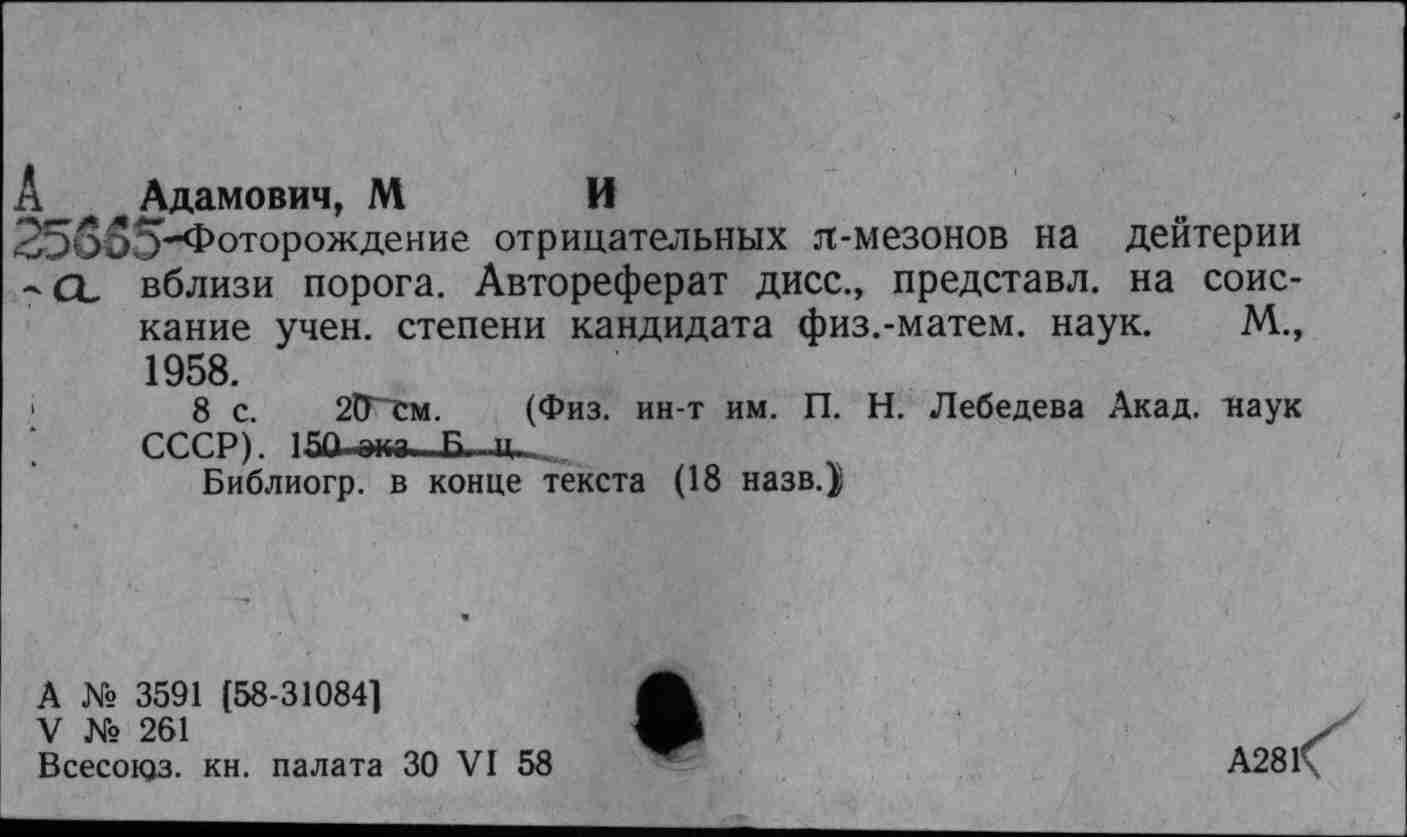 А Адамович, М И
25665 Фоторождение отрицательных π-мезонов на дейтерии
-а вблизи порога. Автореферат дисс., представл. на соис-
кание учен. степени кандидата физ.-матем. наук. М.,
1958.
8 с. 20 см. (Физ. ин-т им. П. Н. Лебедева Акад. наук
СССР). 150 экз. Б. ц.
Библиогр. в конце текста (18 назв.)
А № 3591 [58-31084]
V № 261
Всесоюз. кн. палата 30 VI 58
А281